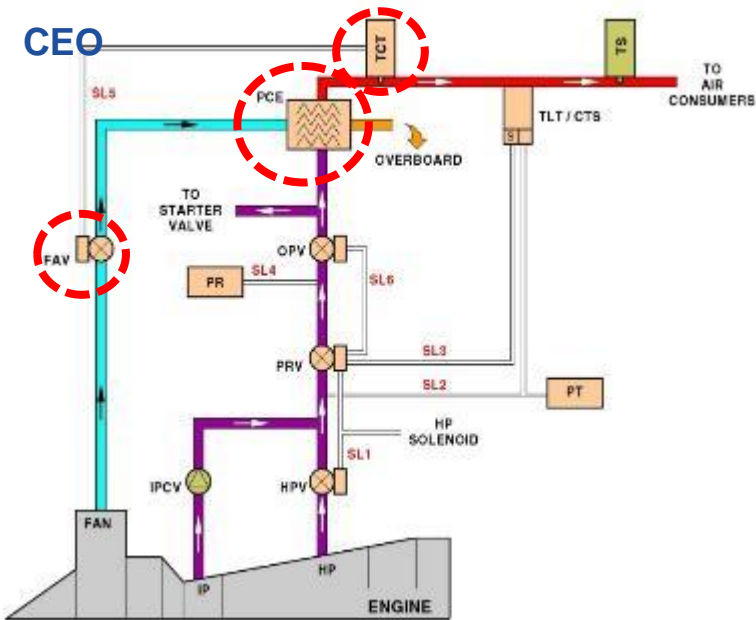 CEO
TCT
TS
SL5
PCE
TO
AIR
CONSUMERS
TLT / CTS
S
OVERBOARD
TO
STARTER
VALVE
FAV
OPV
SL4
PR
SL6
PRV
SL3
SL2
PT
HP
SOLENOID
SL1
IPCV
HPV
FAN
IP
HP
ENGINE